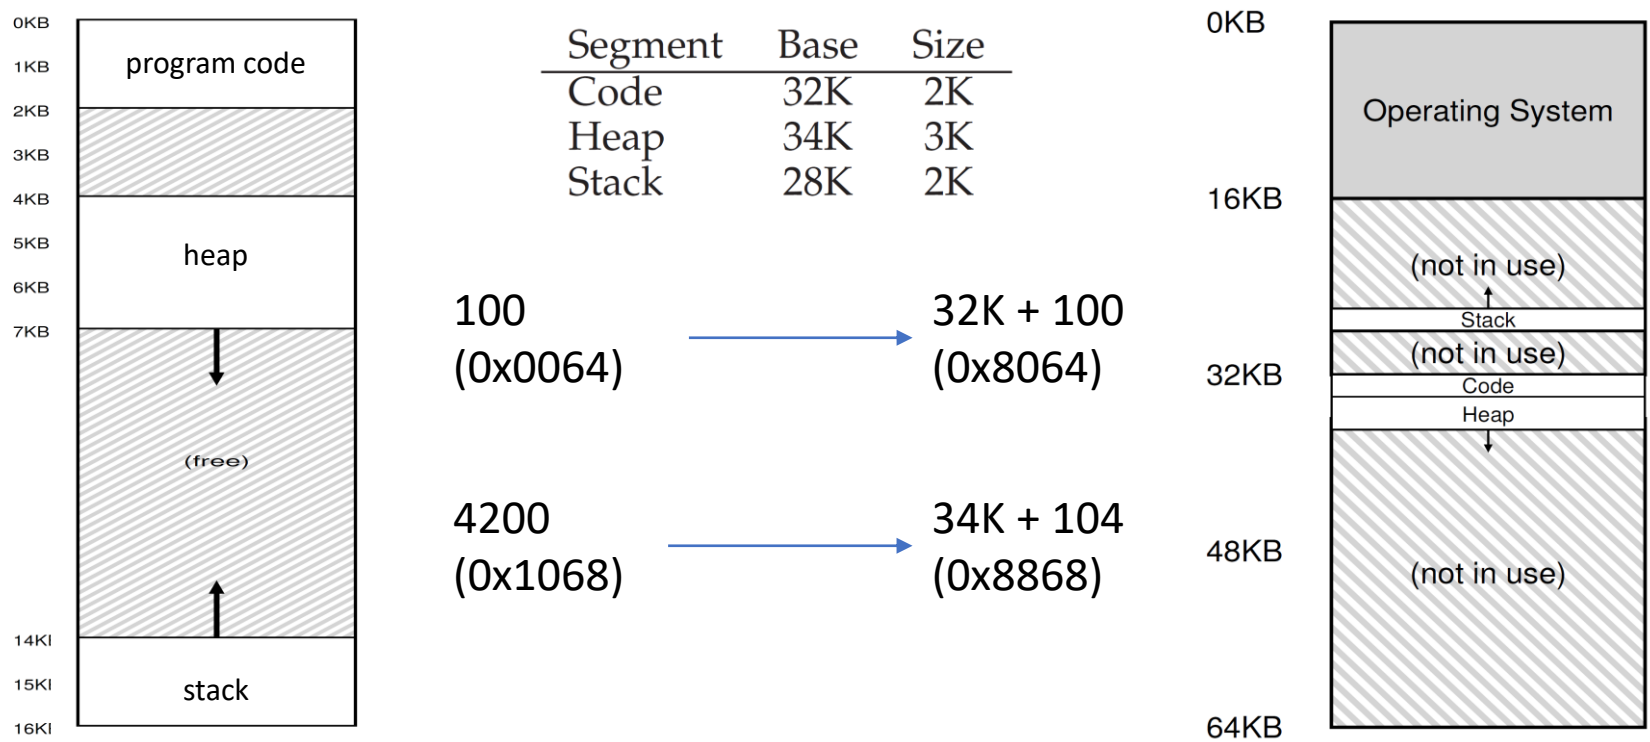 0KB
1KB
2KB
3KB
4KB
5KB
6KB
7KB
14KI
15KI
16KI
program code
heap
(free)
stack
Segment Base Size
Code 32K 2K
Heap 34K 3K
Stack 28K 2K
100
(0x0064)
32K + 100
(0x8064)
4200
(0x1068)
34K + 104
(0x8868)
0KB
16KB
32KB
48KB
64KB
Operating System
(not in use)
Stack
(not in use)
Code
Heap
(not in use)